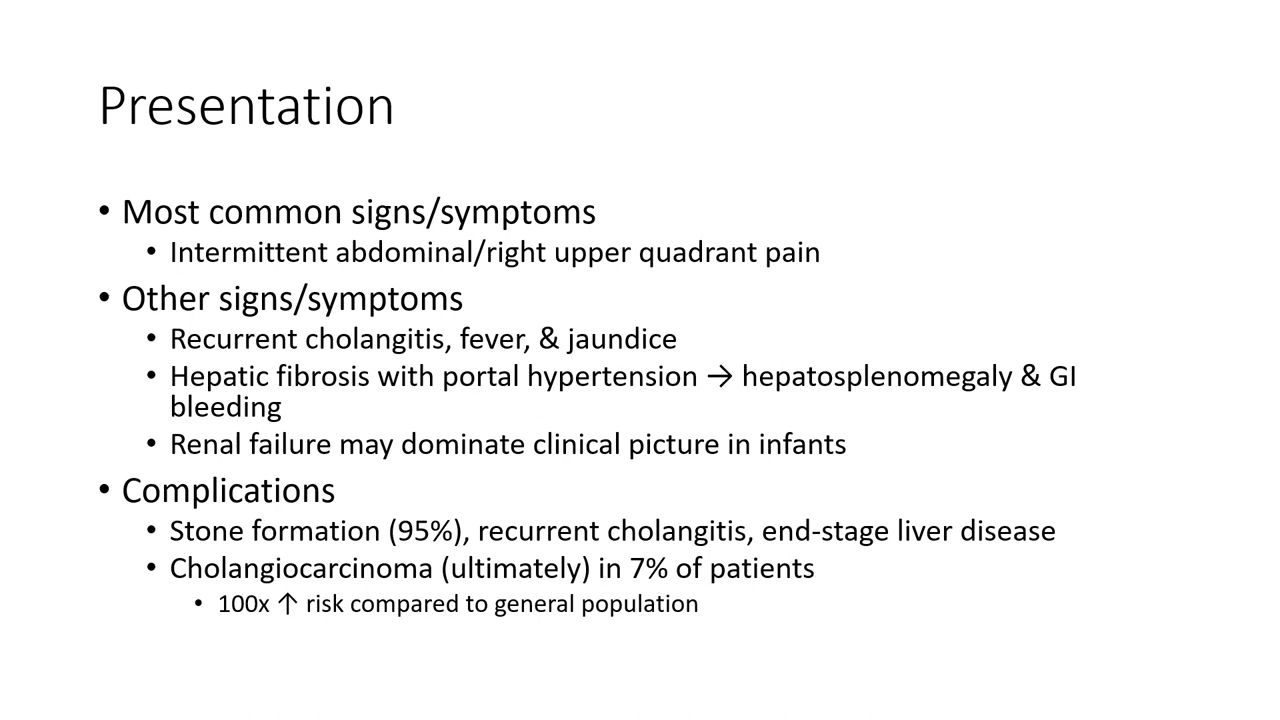 Presentation
• Most common signs/symptoms
• Intermittent abdominal/right upper quadrant pain
• Other signs/symptoms
• Recurrent cholangitis, fever, & jaundice
• Hepatic fibrosis with portal hypertension → hepatosplenomegaly & GI
bleeding
• Renal failure may dominate clinical picture in infants
• Complications
• Stone formation (95%), recurrent cholangitis, end-stage liver disease
• Cholangiocarcinoma (ultimately) in 7% of patients
• 100x ↑ risk compared to general population